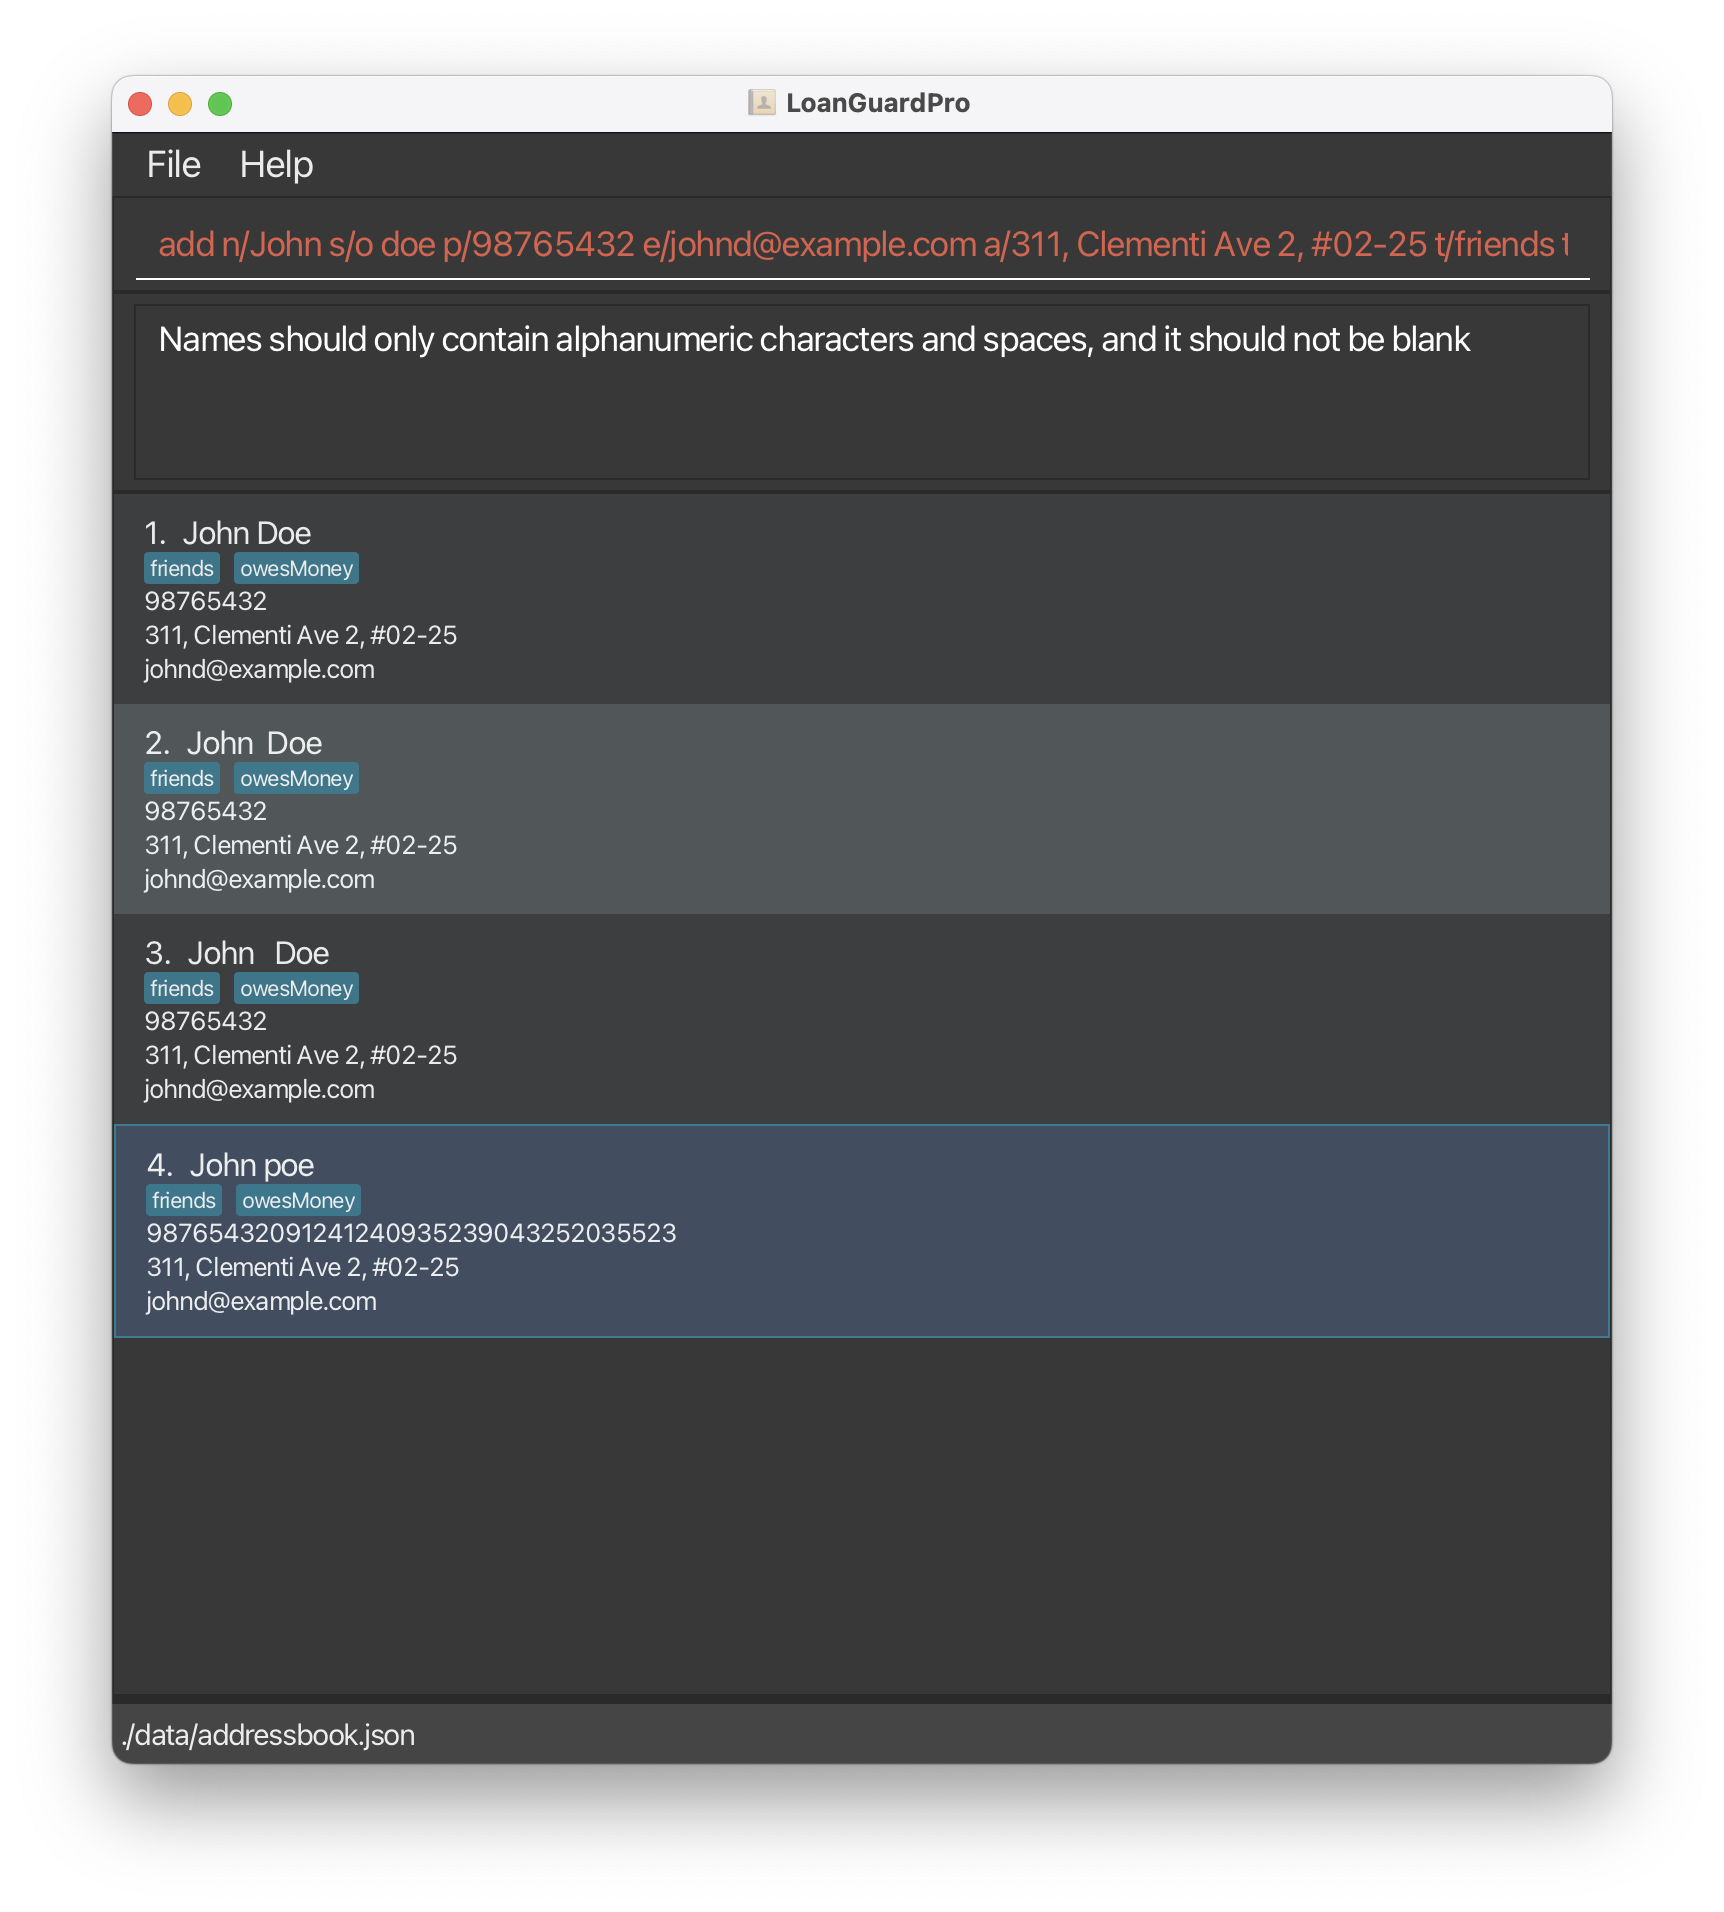 LoanGuardPro
File Help
add n/John s/o doe p/98765432 e/johnd@example.com a/311, Clementi Ave 2, #02-25 t/friends t
Names should only contain alphanumeric characters and spaces, and it should not be blank
1. John Doe
friends owesMoney
98765432
311, Clementi Ave 2, #02-25
johnd@example.com
2. John  Doe
friends owesMoney
98765432
311, Clementi Ave 2, #02-25
johnd@example.com
3. John   Doe
friends owesMoney
98765432
311, Clementi Ave 2, #02-25
johnd@example.com
4. John poe
friends owesMoney
98765432091241240935239043252035523
311, Clementi Ave 2, #02-25
johnd@example.com
./data/addressbook.json